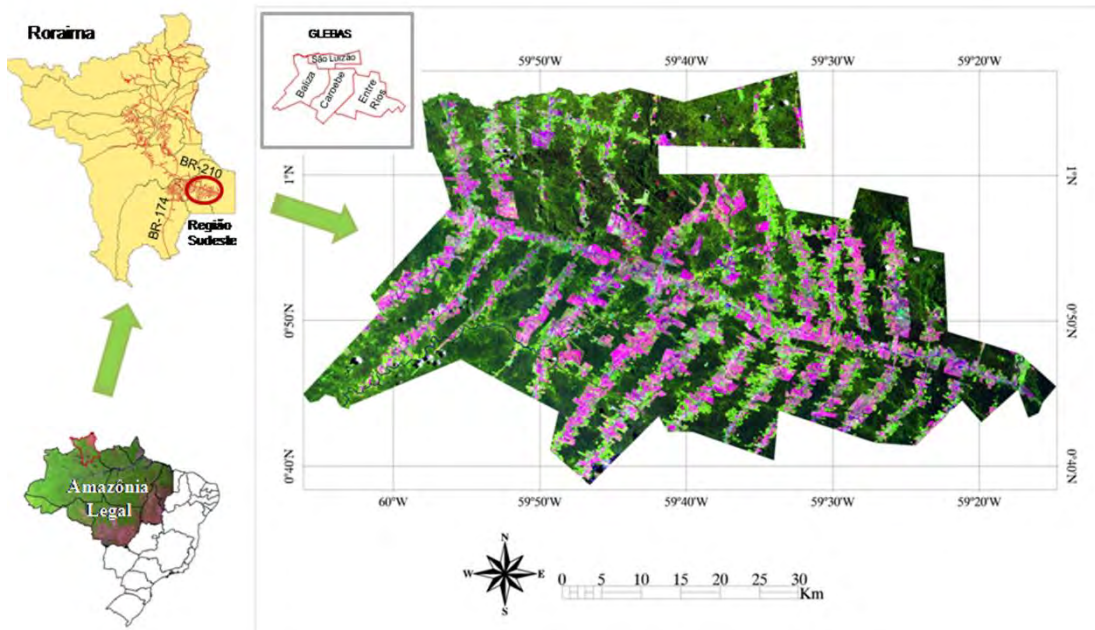 Roraima
BR-210
BR-174
Região
Sudeste
Amazônia
Legal
GLEBAS
São Luizão
Baliza
Caroebe
Entre
Rios
59°50'W
59°40'W
59°30'W
59°20'W
1°N
1°N
0°50'N
0°50'N
0°40'N
0°40'N
60°W
59°50'W
59°40'W
59°30'W
59°20'W
N
W
E
S
0
5
10
15
20
25
30
Km